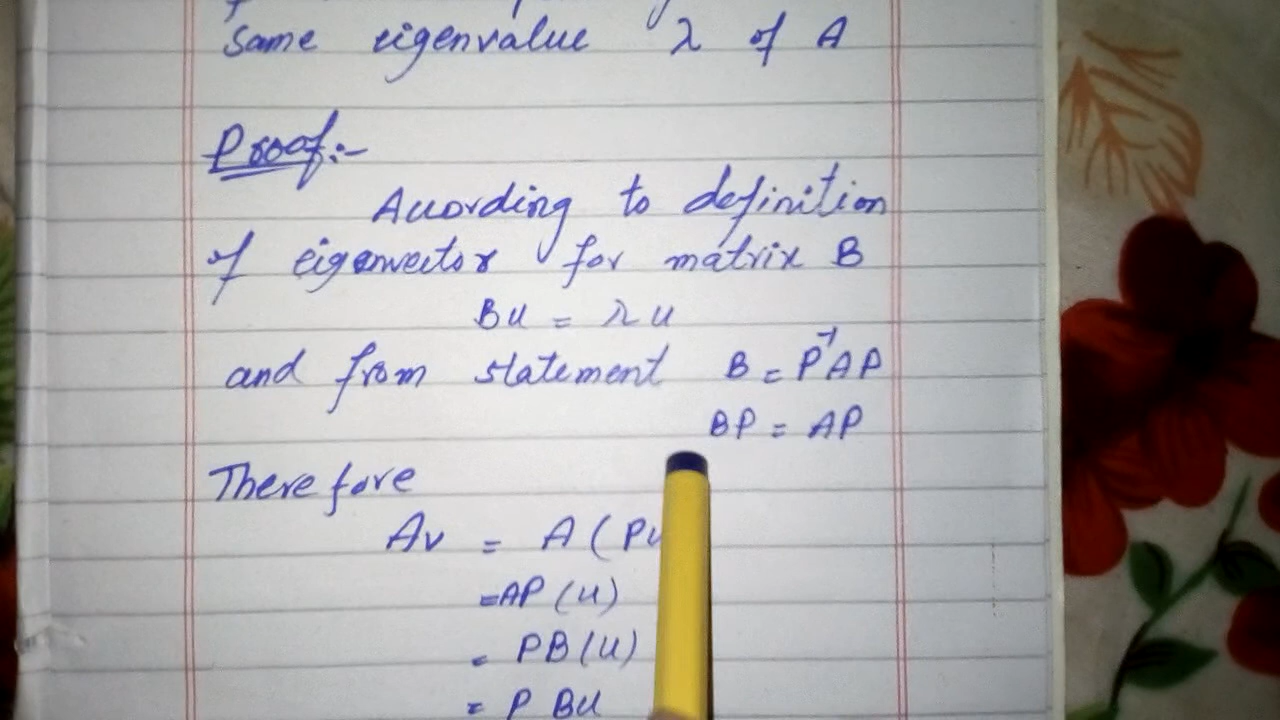 same eigenvalue λ of A
Proof:-
According to definition
of eigenvector for matrix B
Bu = λu
and from statement B = P⁻¹AP
BP = AP
Therefore
Av = A(Pu
=AP(u)
= PB(u)
= P Bu